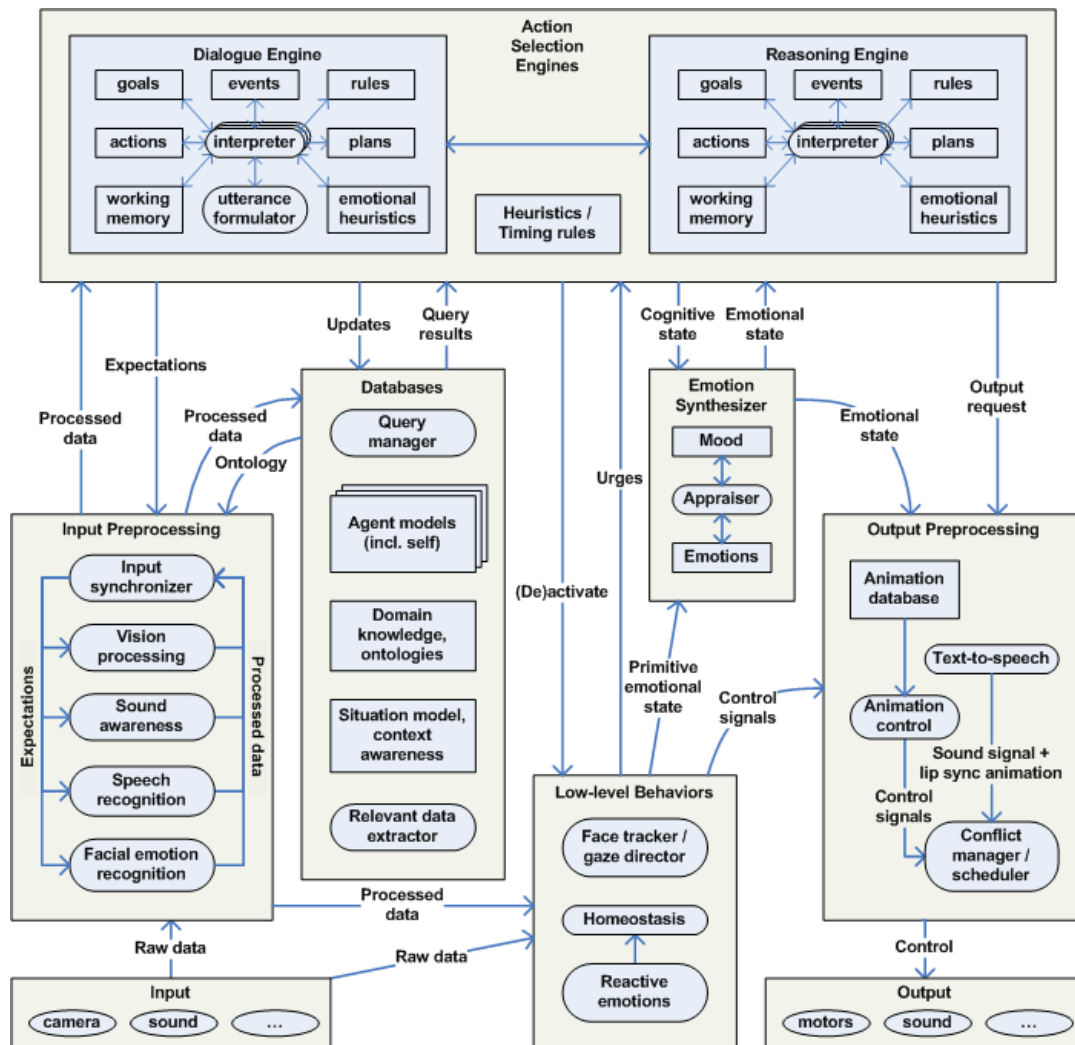 Action
Selection
Engines
Dialogue Engine
goals
events
rules
actions
interpreter
plans
working
memory
utterance
formulator
emotional
heuristics
Heuristics /
Timing rules
Reasoning Engine
goals
events
rules
actions
interpreter
plans
working
memory
emotional
heuristics
Processed
data
Expectations
Updates
Query
results
Cognitive
state
Emotional
state
Output
request
Processed
data
Ontology
Databases
Query
manager
Agent models
(incl. self)
Domain
knowledge,
ontologies
Situation model,
context
awareness
Relevant data
extractor
(De)activate
Urges
Emotion
Synthesizer
Mood
Appraiser
Emotions
Emotional
state
Primitive
emotional
state
Control
signals
Input Preprocessing
Input
synchronizer
Vision
processing
Sound
awareness
Speech
recognition
Facial emotion
recognition
Expectations
Processed data
Output Preprocessing
Animation
database
Text-to-speech
Animation
control
Sound signal +
lip sync animation
Control
signals
Conflict
manager /
scheduler
Low-level Behaviors
Face tracker /
gaze director
Homeostasis
Reactive
emotions
Processed
data
Raw data
Raw data
Control
Input
camera
sound
...
Output
motors
sound
...